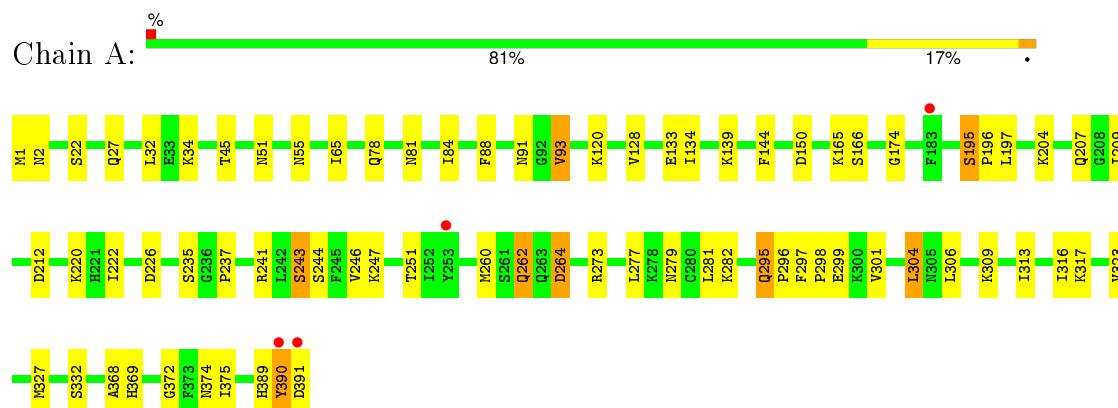 %
Chain A:
81% 17% •
M1 N2 S22 Q27 L32 E33 K34 T45 N51 N55 I65 Q78 N81 I84 F88 N91 G92 V93 K120 V128 E133 I134 K139 F144 D150 K165 S166 G174 F183 S195 P196 L197 K204 Q207 G208
D212 K220 H221 I222 D226 S235 G236 P237 R241 L242 S243 S244 F245 V246 K247 T251 I252 Y253 M260 S261 Q262 Q263 D264 R273 L277 K278 N279 C280 L281 K282 Q295 P296 F297 P298 E299 K300 V301 L304 N305 L306 K309 I313 I316 K317
M327 S332 A368 H369 G372 F373 N374 I375 H389 Y390 D391